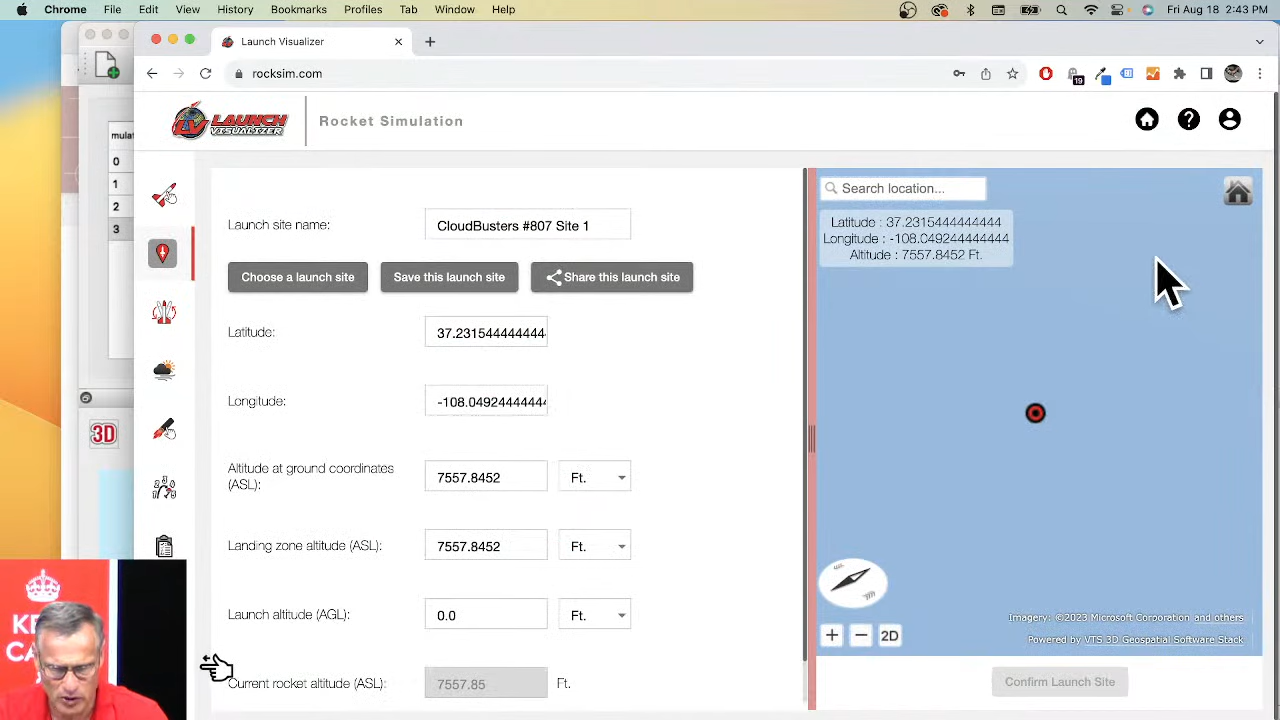 Chrome File Edit View History Bookmarks Profiles Tab Window Help Fri Aug 18 2:43 PM
Launch Visualizer
rocksim.com
19
LAUNCH
VISUALIZER
Rocket Simulation
mulat
0
1
2
3
3D
Launch site name: CloudBusters #807 Site 1
Choose a launch site Save this launch site Share this launch site
Latitude: 37.231544444444
Longitude: -108.0492444444
Altitude at ground coordinates
(ASL): 7557.8452 Ft.
Landing zone altitude (ASL): 7557.8452 Ft.
Launch altitude (AGL): 0.0 Ft.
Current rocket altitude (ASL): 7557.85 Ft.
Search location...
Latitude : 37.2315444444444
Longitude : -108.049244444444
Altitude : 7557.8452 Ft.
2D
Imagery: ©2023 Microsoft Corporation and others
Powered by VTS 3D Geospatial Software Stack
Confirm Launch Site
KE
CA